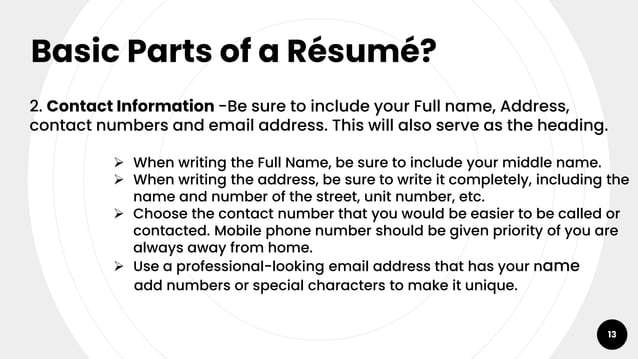 Basic Parts of a Résumé?
2. Contact Information -Be sure to include your Full name, Address,
contact numbers and email address. This will also serve as the heading.
➢ When writing the Full Name, be sure to include your middle name.
➢ When writing the address, be sure to write it completely, including the
name and number of the street, unit number, etc.
➢ Choose the contact number that you would be easier to be called or
contacted. Mobile phone number should be given priority of you are
always away from home.
➢ Use a professional-looking email address that has your name
add numbers or special characters to make it unique.
13